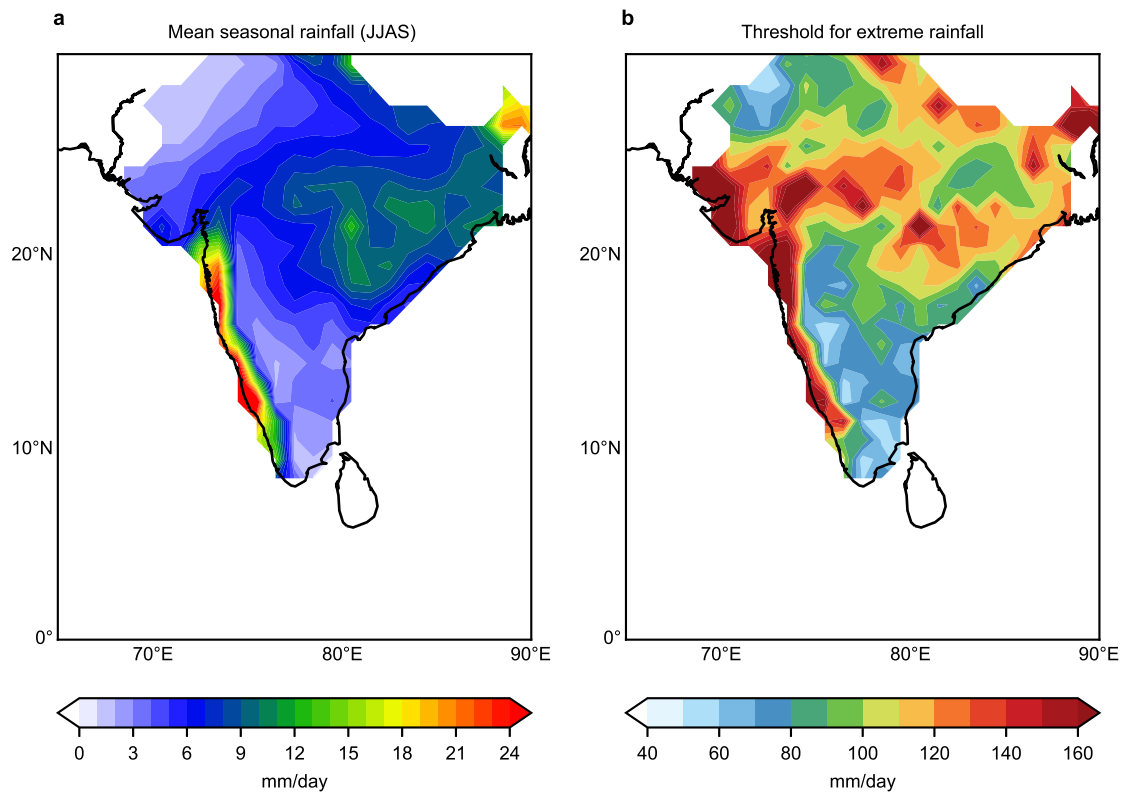 a
Mean seasonal rainfall (JJAS)
20°N
10°N
0°
70°E 80°E 90°E
0 3 6 9 12 15 18 21 24
mm/day
b
Threshold for extreme rainfall
20°N
10°N
0°
70°E 80°E 90°E
40 60 80 100 120 140 160
mm/day